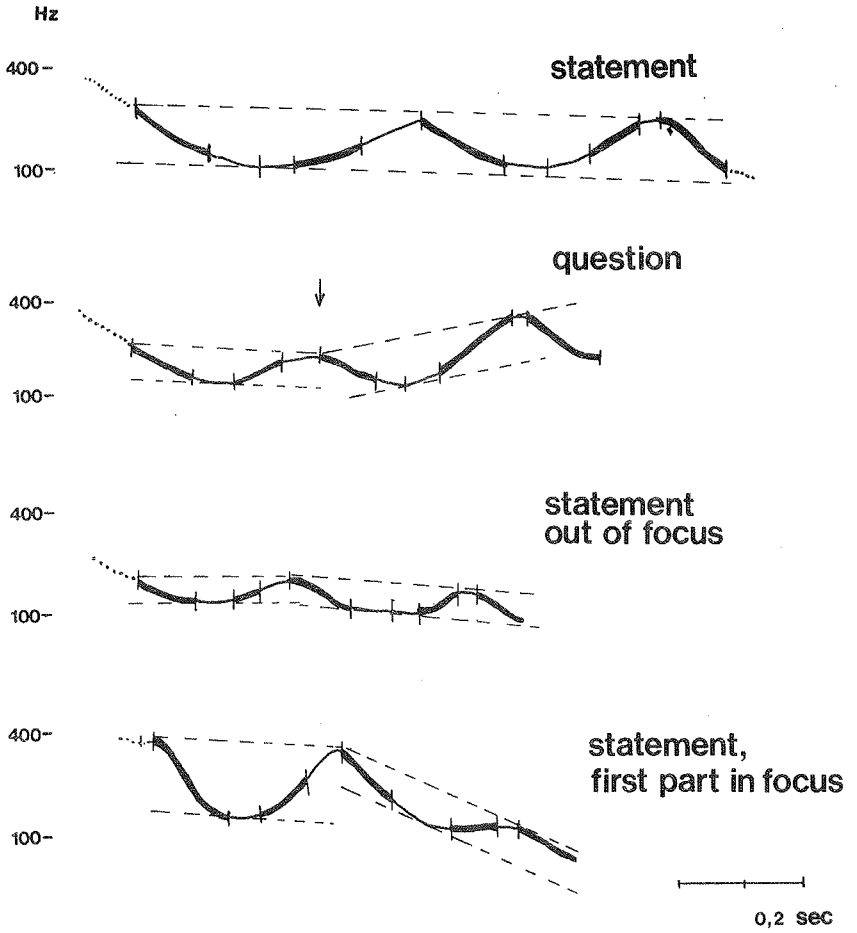 Hz
400-
statement
100-
question
400-
100-
statement
400-
out of focus
100-
400-
statement,
first part in focus
100-
0,2 sec